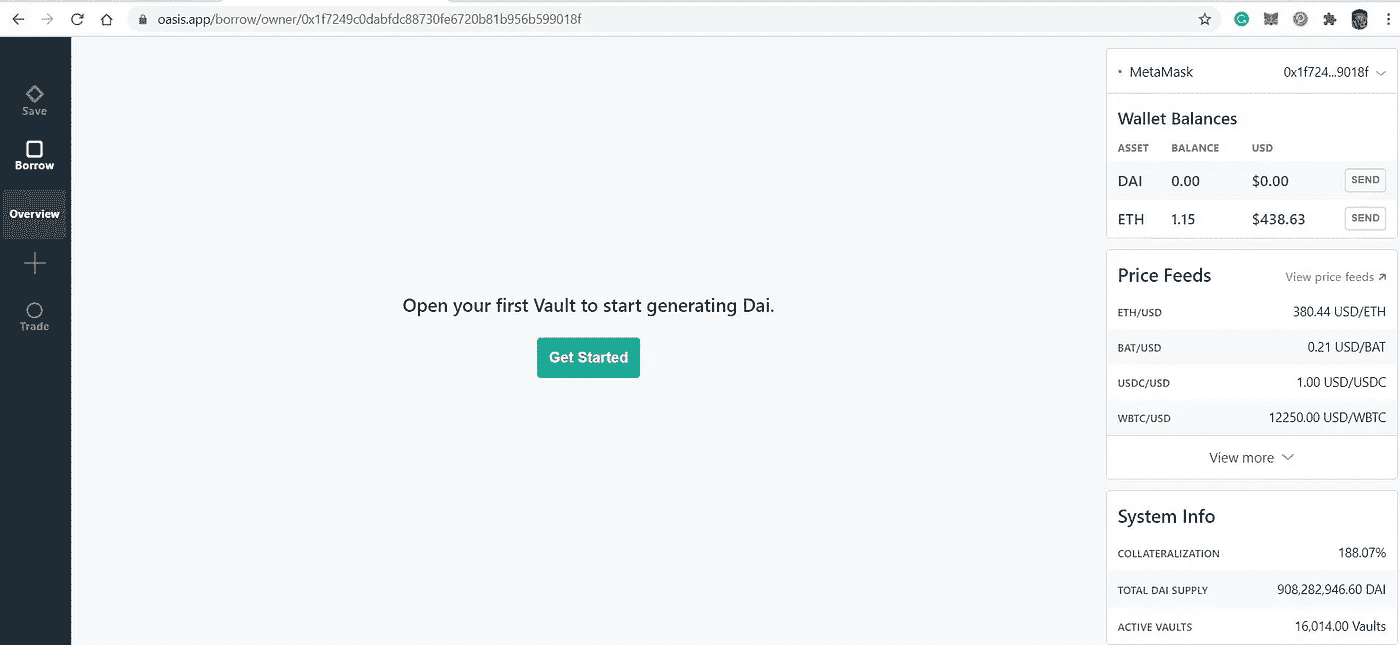 oasis.app/borrow/owner/0x1f7249c0dabfdc88730fe6720b81b956b599018f
Save
Borrow
Overview
Trade
Open your first Vault to start generating Dai.
Get Started
MetaMask 0x1f724...9018f
Wallet Balances
ASSET BALANCE USD
DAI 0.00 $0.00 SEND
ETH 1.15 $438.63 SEND
Price Feeds View price feeds
ETH/USD 380.44 USD/ETH
BAT/USD 0.21 USD/BAT
USDC/USD 1.00 USD/USDC
WBTC/USD 12250.00 USD/WBTC
View more
System Info
COLLATERALIZATION 188.07%
TOTAL DAI SUPPLY 908,282,946.60 DAI
ACTIVE VAULTS 16,014.00 Vaults